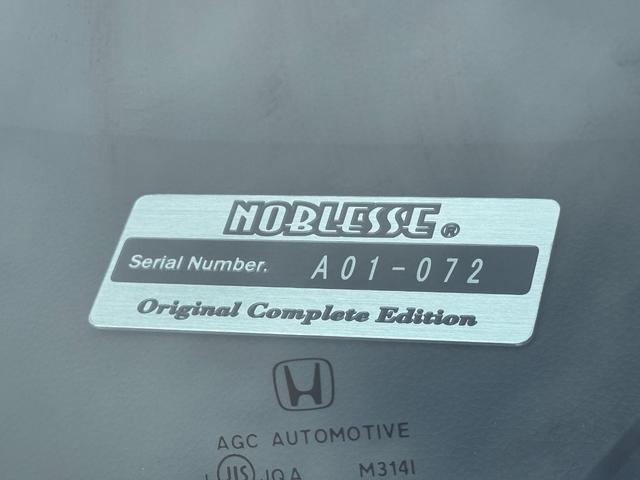 NOBLESSE®
Serial Number. A01-072
Original Complete Edition
AGC AUTOMOTIVE
JIS JQA M314I